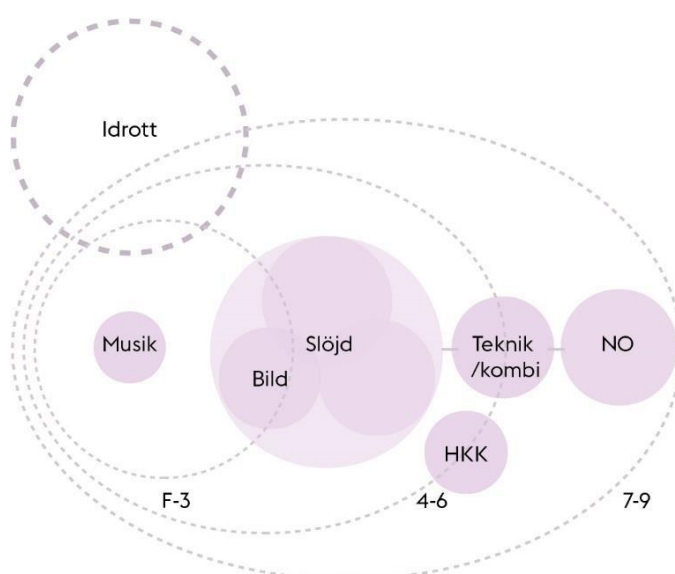 Idrott
Musik
Slöjd
Bild
Teknik
/kombi
NO
HKK
F-3
4-6
7-9